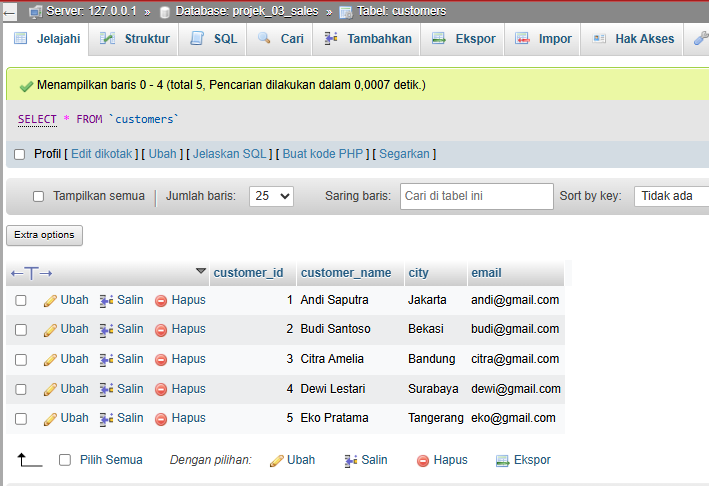 Server: 127.0.0.1 » Database: projek_03_sales » Tabel: customers
Jelajahi Struktur SQL Cari Tambahkan Ekspor Impor Hak Akses
Menampilkan baris 0 - 4 (total 5, Pencarian dilakukan dalam 0,0007 detik.)
SELECT * FROM `customers`
Profil [ Edit dikotak ] [ Ubah ] [ Jelaskan SQL ] [ Buat kode PHP ] [ Segarkan ]
Tampilkan semua Jumlah baris: 25 Saring baris: Cari di tabel ini Sort by key: Tidak ada
Extra options
←T→ customer_id customer_name city email
Ubah Salin Hapus 1 Andi Saputra Jakarta andi@gmail.com
Ubah Salin Hapus 2 Budi Santoso Bekasi budi@gmail.com
Ubah Salin Hapus 3 Citra Amelia Bandung citra@gmail.com
Ubah Salin Hapus 4 Dewi Lestari Surabaya dewi@gmail.com
Ubah Salin Hapus 5 Eko Pratama Tangerang eko@gmail.com
Pilih Semua Dengan pilihan: Ubah Salin Hapus Ekspor